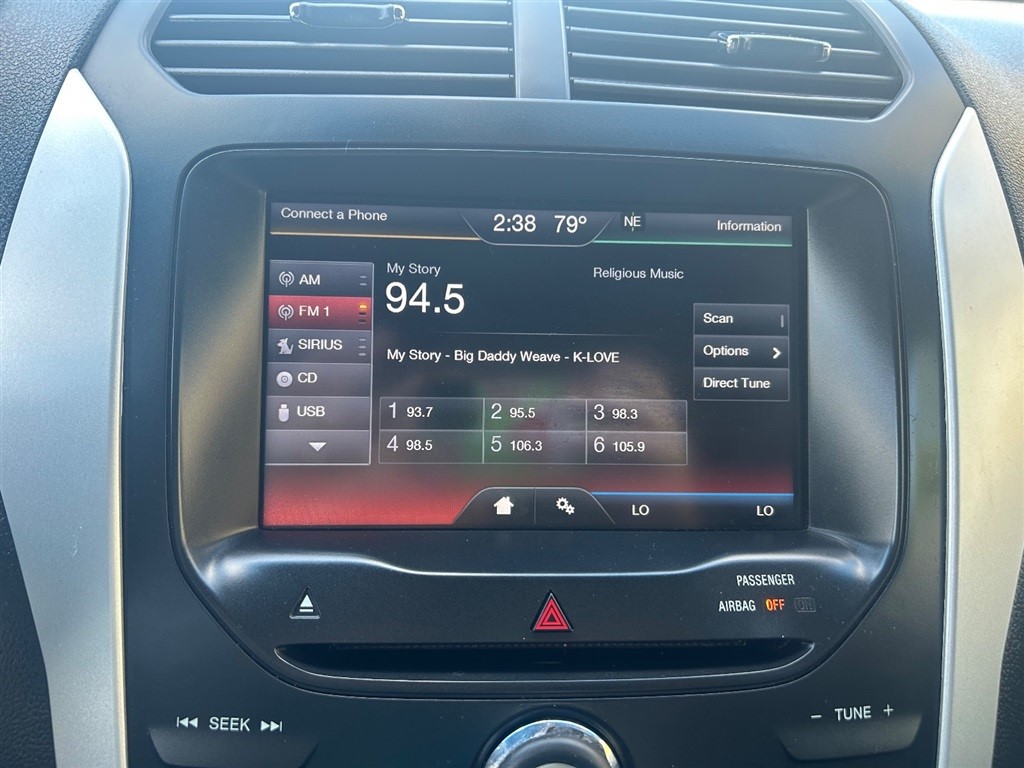 Connect a Phone
2:38 79°
NE
Information
AM
FM 1
SIRIUS
CD
USB
My Story
94.5
Religious Music
My Story - Big Daddy Weave - K-LOVE
1 93.7
2 95.5
3 98.3
4 98.5
5 106.3
6 105.9
Scan
Options
Direct Tune
LO
LO
PASSENGER
AIRBAG OFF ON
SEEK
- TUNE +